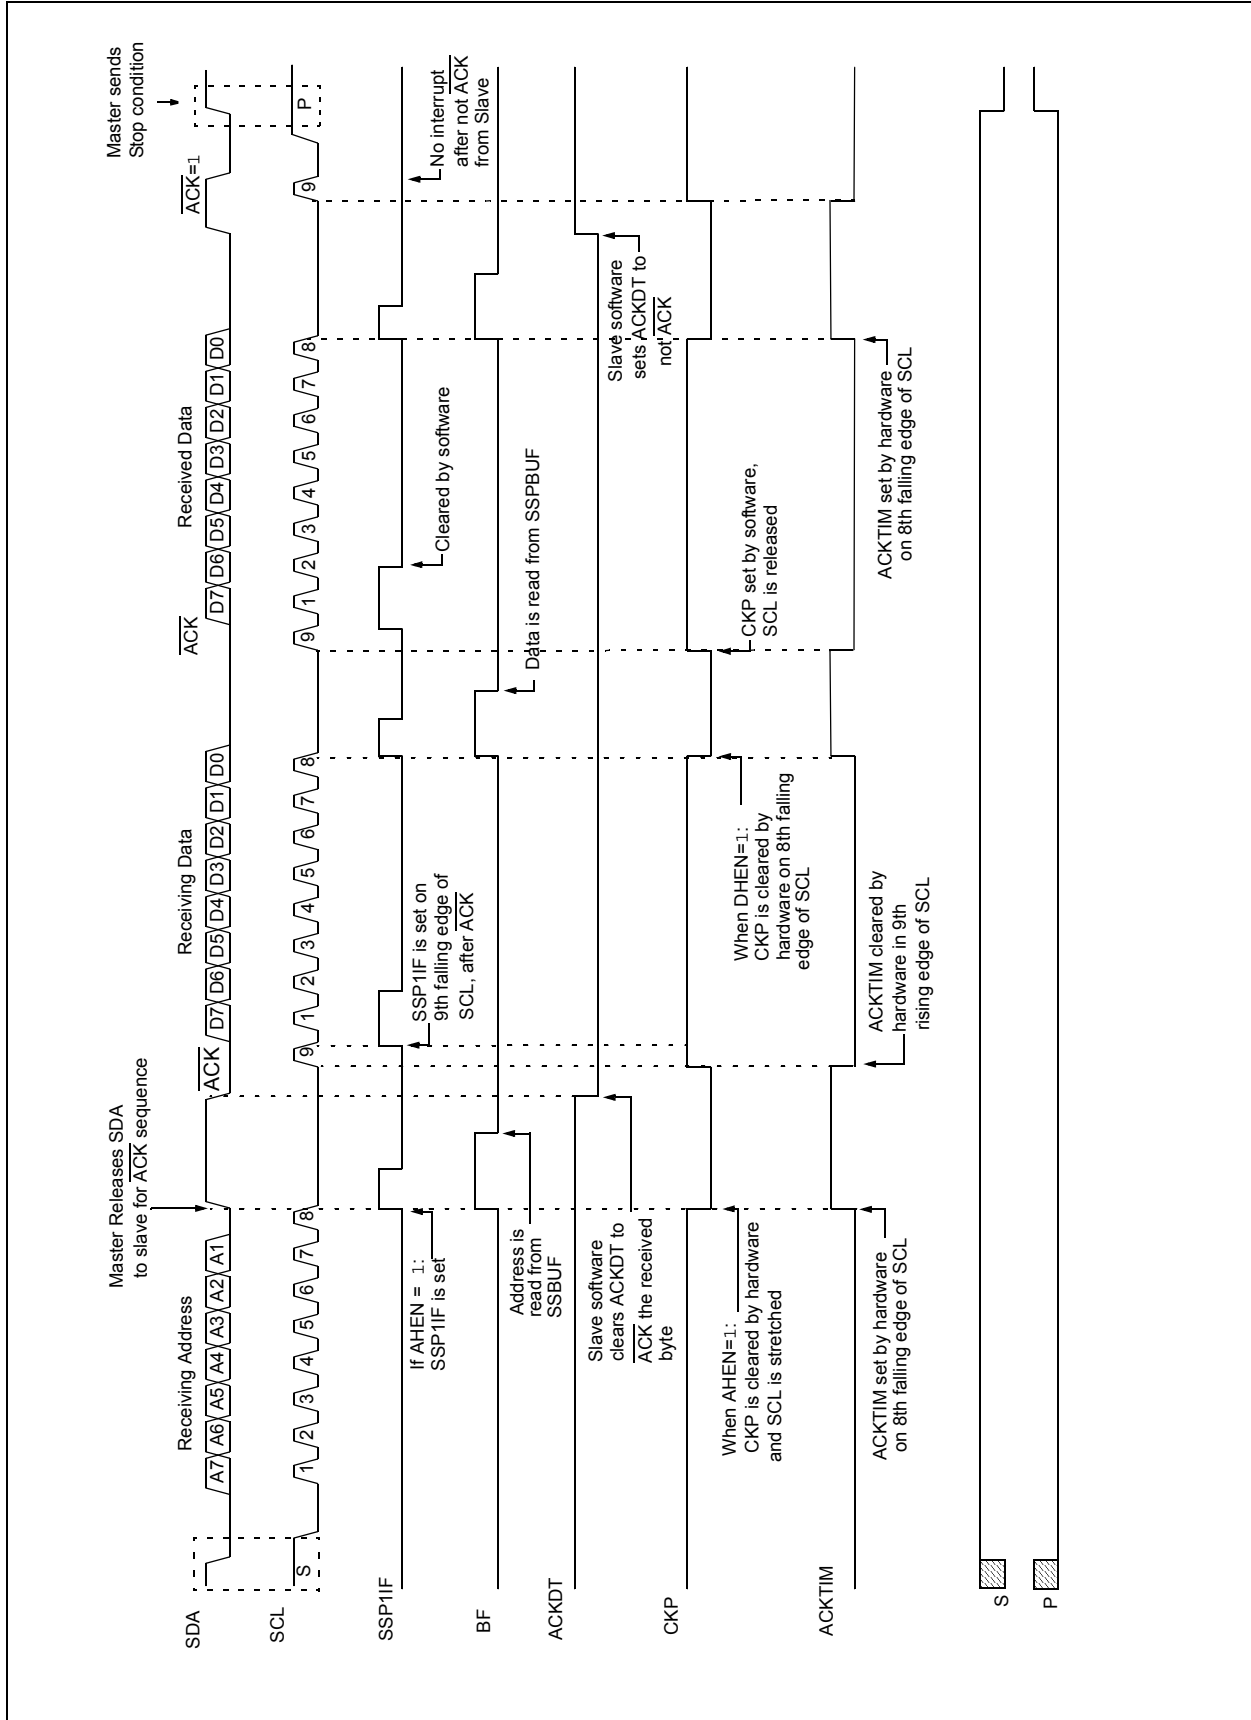 Master Releases SDA
to slave for ACK sequence
Master sends
Stop condition
Receiving Address
ACK
Receiving Data
ACK
Received Data
ACK=1
SDA
A7 A6 A5 A4 A3 A2 A1
D7 D6 D5 D4 D3 D2 D1 D0
D7 D6 D5 D4 D3 D2 D1 D0
SCL
S
1 2 3 4 5 6 7 8 9
1 2 3 4 5 6 7 8 9
1 2 3 4 5 6 7 8 9
P
SSP1IF
If AHEN = 1:
SSP1IF is set
SSP1IF is set on
9th falling edge of
SCL, after ACK
Cleared by software
No interrupt
after not ACK
from Slave
BF
Address is
read from
SSBUF
Data is read from SSPBUF
ACKDT
Slave software
clears ACKDT to
ACK the received
byte
Slave software
sets ACKDT to
not ACK
CKP
When AHEN=1:
CKP is cleared by hardware
and SCL is stretched
When DHEN=1:
CKP is cleared by
hardware on 8th falling
edge of SCL
CKP set by software,
SCL is released
ACKTIM
ACKTIM set by hardware
on 8th falling edge of SCL
ACKTIM cleared by
hardware in 9th
rising edge of SCL
ACKTIM set by hardware
on 8th falling edge of SCL
S
P